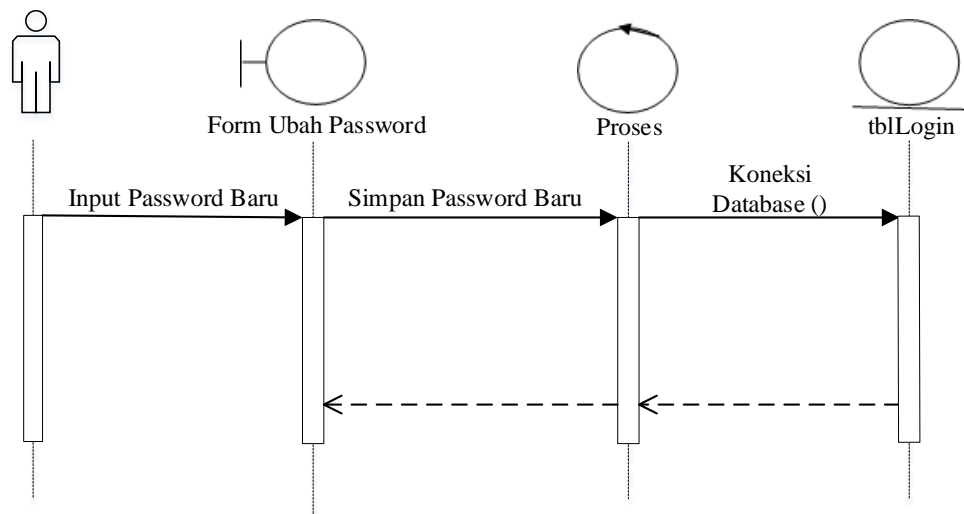 Form Ubah Password
Proses
tblLogin
Input Password Baru
Simpan Password Baru
Koneksi
Database ()